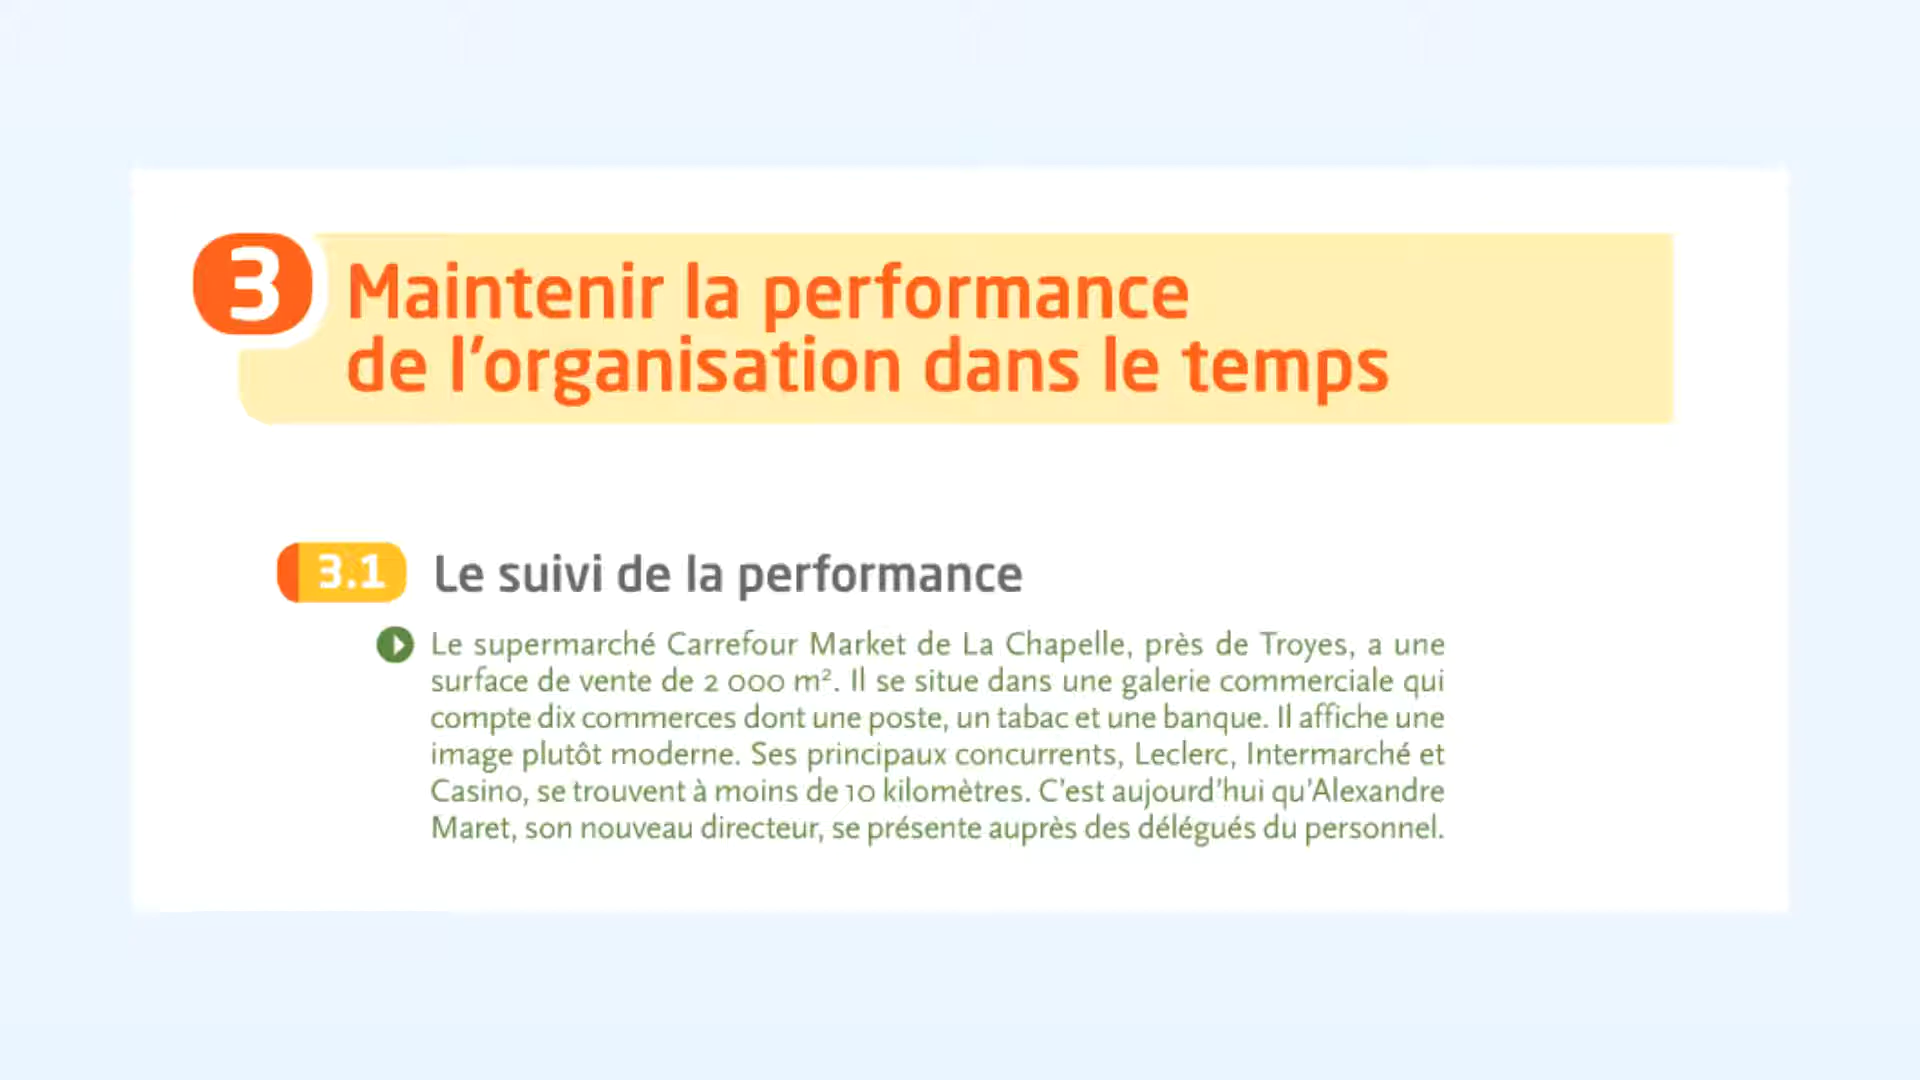 3
Maintenir la performance
de l'organisation dans le temps
3.1 Le suivi de la performance
Le supermarché Carrefour Market de La Chapelle, près de Troyes, a une
surface de vente de 2 000 m². Il se situe dans une galerie commerciale qui
compte dix commerces dont une poste, un tabac et une banque. Il affiche une
image plutôt moderne. Ses principaux concurrents, Leclerc, Intermarché et
Casino, se trouvent à moins de 10 kilomètres. C'est aujourd'hui qu'Alexandre
Maret, son nouveau directeur, se présente auprès des délégués du personnel.